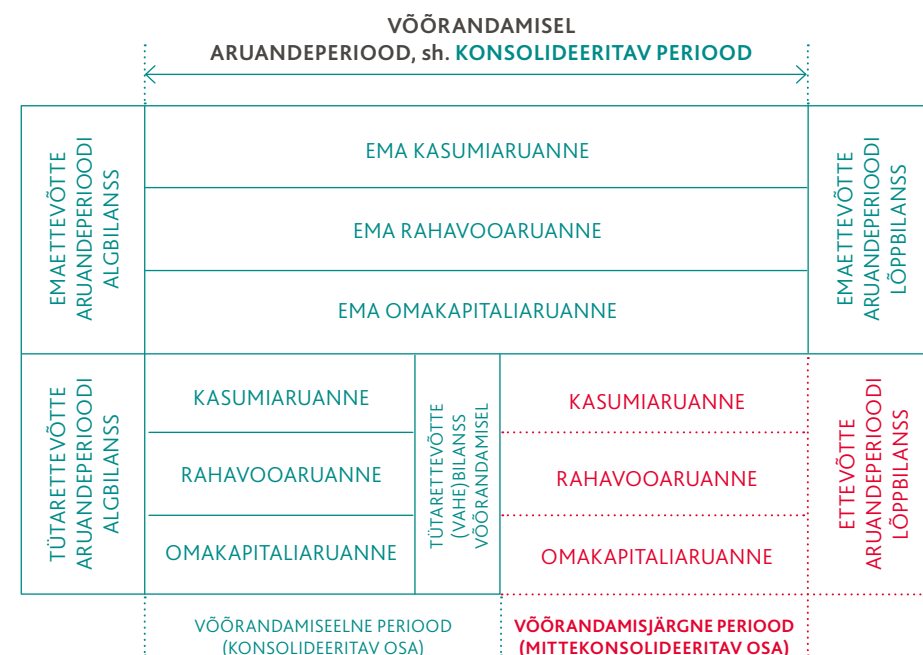 VÕÕRANDAMISEL
ARUANDEPERIOOD, sh. KONSOLIDEERITAV PERIOOD
EMAETTEVÕTTE
ARUANDEPERIOODI
ALGBILANSS
EMA KASUMIARUANNE
EMA RAHAVOOARUANNE
EMA OMAKAPITALIARUANNE
EMAETTEVÕTTE
ARUANDEPERIOODI
LÕPPBILANSS
TÜTARETTEVÕTTE
ARUANDEPERIOODI
ALGBILANSS
KASUMIARUANNE
RAHAVOOARUANNE
OMAKAPITALIARUANNE
TÜTARETTEVÕTTE
(VAHE)BILANSS
VÕÕRANDAMISEL
KASUMIARUANNE
RAHAVOOARUANNE
OMAKAPITALIARUANNE
ETTEVÕTTE
ARUANDEPERIOODI
LÕPPBILANSS
VÕÕRANDAMISEELNE PERIOOD
(KONSOLIDEERITAV OSA)
VÕÕRANDAMISJÄRGNE PERIOOD
(MITTEKONSOLIDEERITAV OSA)